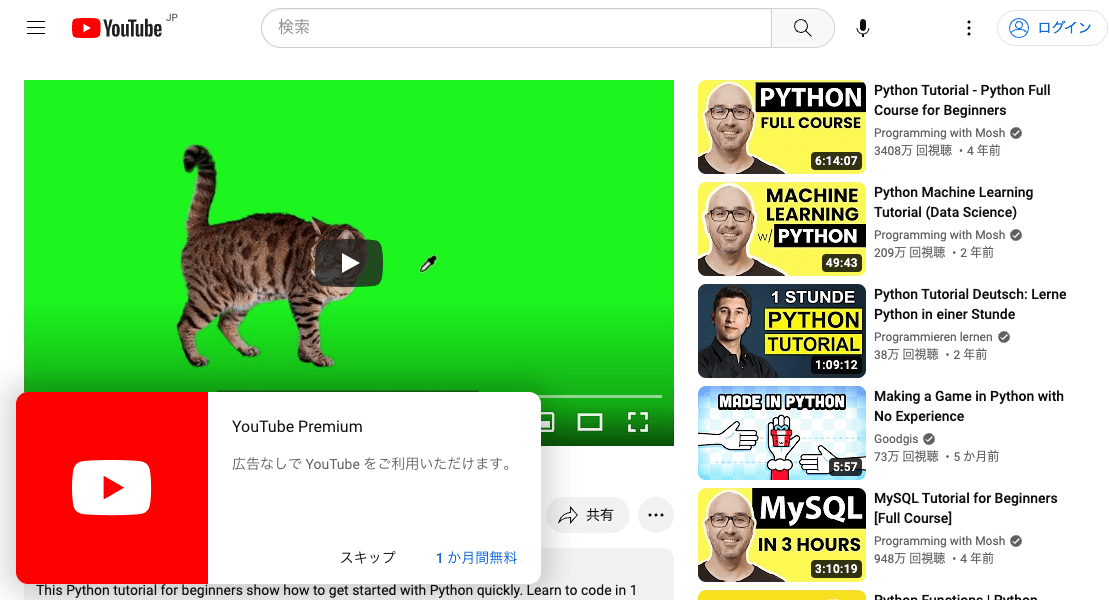 YouTube JP
検索
ログイン
YouTube Premium
広告なしで YouTube をご利用いただけます。
スキップ
1 か月間無料
共有
This Python tutorial for beginners show how to get started with Python quickly. Learn to code in 1
PYTHON
FULL COURSE
6:14:07
Python Tutorial - Python Full
Course for Beginners
Programming with Mosh
3408万 回視聴 ・4 年前
MACHINE
LEARNING
w/ PYTHON
49:43
Python Machine Learning
Tutorial (Data Science)
Programming with Mosh
209万 回視聴 ・2 年前
1 STUNDE
PYTHON
TUTORIAL
1:09:12
Python Tutorial Deutsch: Lerne
Python in einer Stunde
Programmieren lernen
38万 回視聴 ・2 年前
MADE IN PYTHON
5:57
Making a Game in Python with
No Experience
Goodgis
73万 回視聴 ・5 か月前
MySQL
IN 3 HOURS
3:10:19
MySQL Tutorial for Beginners
[Full Course]
Programming with Mosh
948万 回視聴 ・4 年前
Python Functions | Python